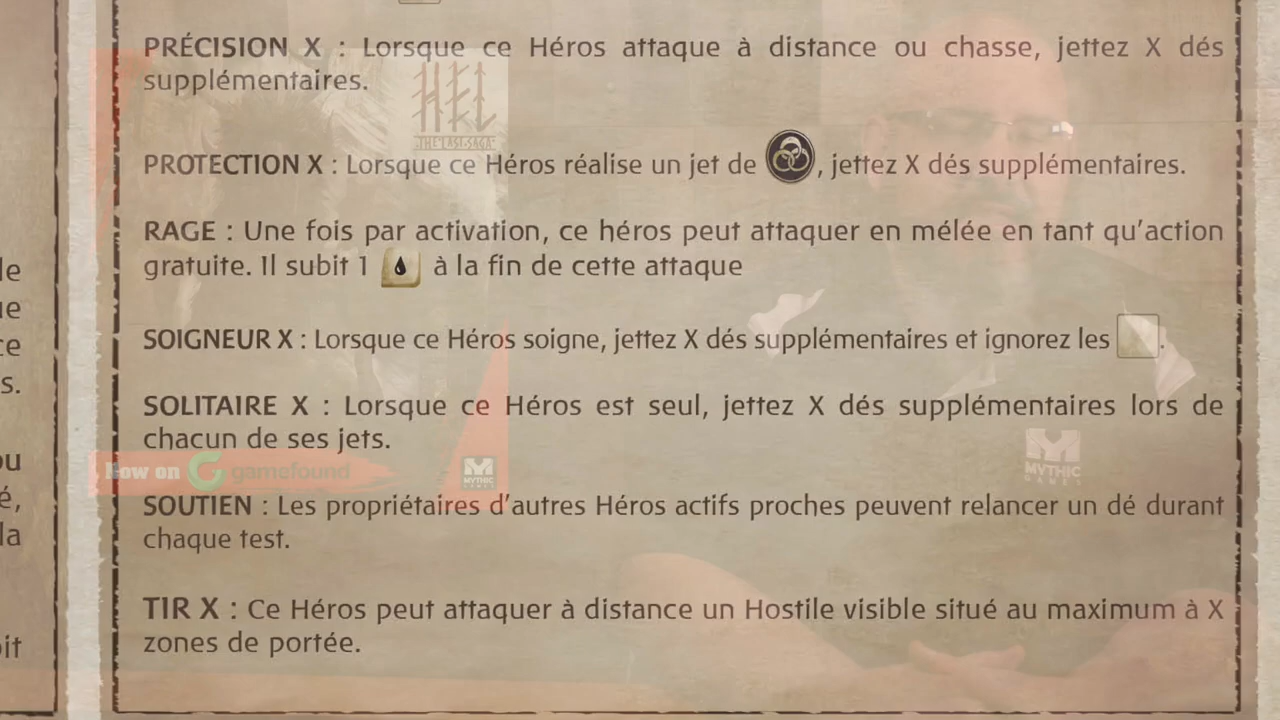 PRÉCISION X : Lorsque ce Héros attaque à distance ou chasse, jettez X dés
supplémentaires.
HEL
THE LAST SAGA
PROTECTION X : Lorsque ce Héros réalise un jet de , jettez X dés supplémentaires.
RAGE : Une fois par activation, ce héros peut attaquer en mélée en tant qu'action
gratuite. Il subit 1 à la fin de cette attaque
SOIGNEUR X : Lorsque ce Héros soigne, jettez X dés supplémentaires et ignorez les .
SOLITAIRE X : Lorsque ce Héros est seul, jettez X dés supplémentaires lors de
chacun de ses jets.
now on gamefound
MYTHIC
GAMES
SOUTIEN : Les propriétaires d'autres Héros actifs proches peuvent relancer un dé durant
chaque test.
TIR X : Ce Héros peut attaquer à distance un Hostile visible situé au maximum à X
zones de portée.